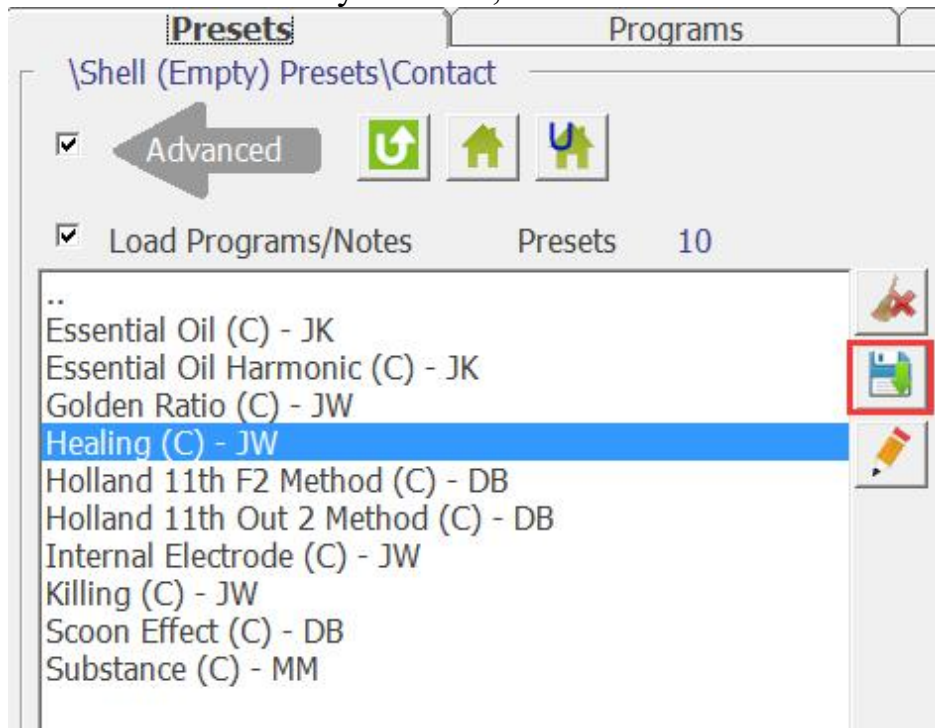 Presets Programs
\Shell (Empty) Presets\Contact
Advanced
Load Programs/Notes Presets 10
..
Essential Oil (C) - JK
Essential Oil Harmonic (C) - JK
Golden Ratio (C) - JW
Healing (C) - JW
Holland 11th F2 Method (C) - DB
Holland 11th Out 2 Method (C) - DB
Internal Electrode (C) - JW
Killing (C) - JW
Scoon Effect (C) - DB
Substance (C) - MM